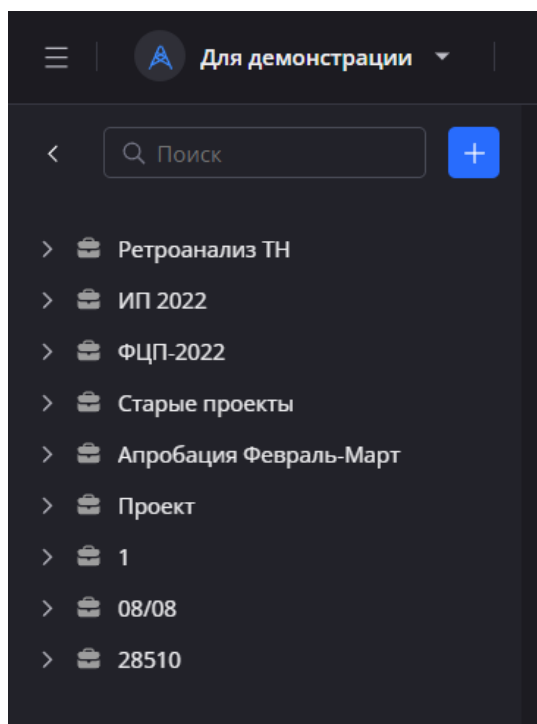 Для демонстрации
Поиск
Ретроанализ ТН
ИП 2022
ФЦП-2022
Старые проекты
Апробация Февраль-Март
Проект
1
08/08
28510